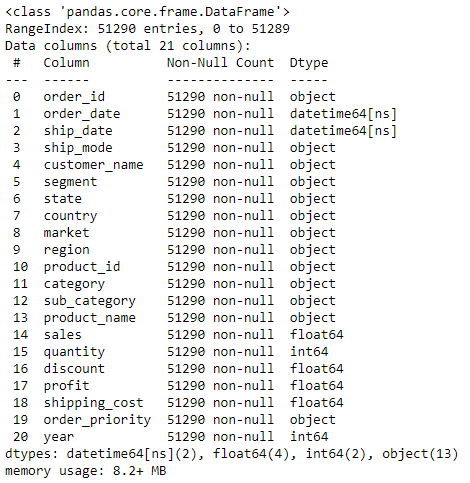 <class 'pandas.core.frame.DataFrame'>
RangeIndex: 51290 entries, 0 to 51289
Data columns (total 21 columns):
 #   Column          Non-Null Count  Dtype
---  ------          --------------  -----
 0   order_id        51290 non-null  object
 1   order_date      51290 non-null  datetime64[ns]
 2   ship_date       51290 non-null  datetime64[ns]
 3   ship_mode       51290 non-null  object
 4   customer_name   51290 non-null  object
 5   segment         51290 non-null  object
 6   state           51290 non-null  object
 7   country         51290 non-null  object
 8   market          51290 non-null  object
 9   region          51290 non-null  object
 10  product_id      51290 non-null  object
 11  category        51290 non-null  object
 12  sub_category    51290 non-null  object
 13  product_name    51290 non-null  object
 14  sales           51290 non-null  float64
 15  quantity        51290 non-null  int64
 16  discount        51290 non-null  float64
 17  profit          51290 non-null  float64
 18  shipping_cost   51290 non-null  float64
 19  order_priority  51290 non-null  object
 20  year            51290 non-null  int64
dtypes: datetime64[ns](2), float64(4), int64(2), object(13)
memory usage: 8.2+ MB